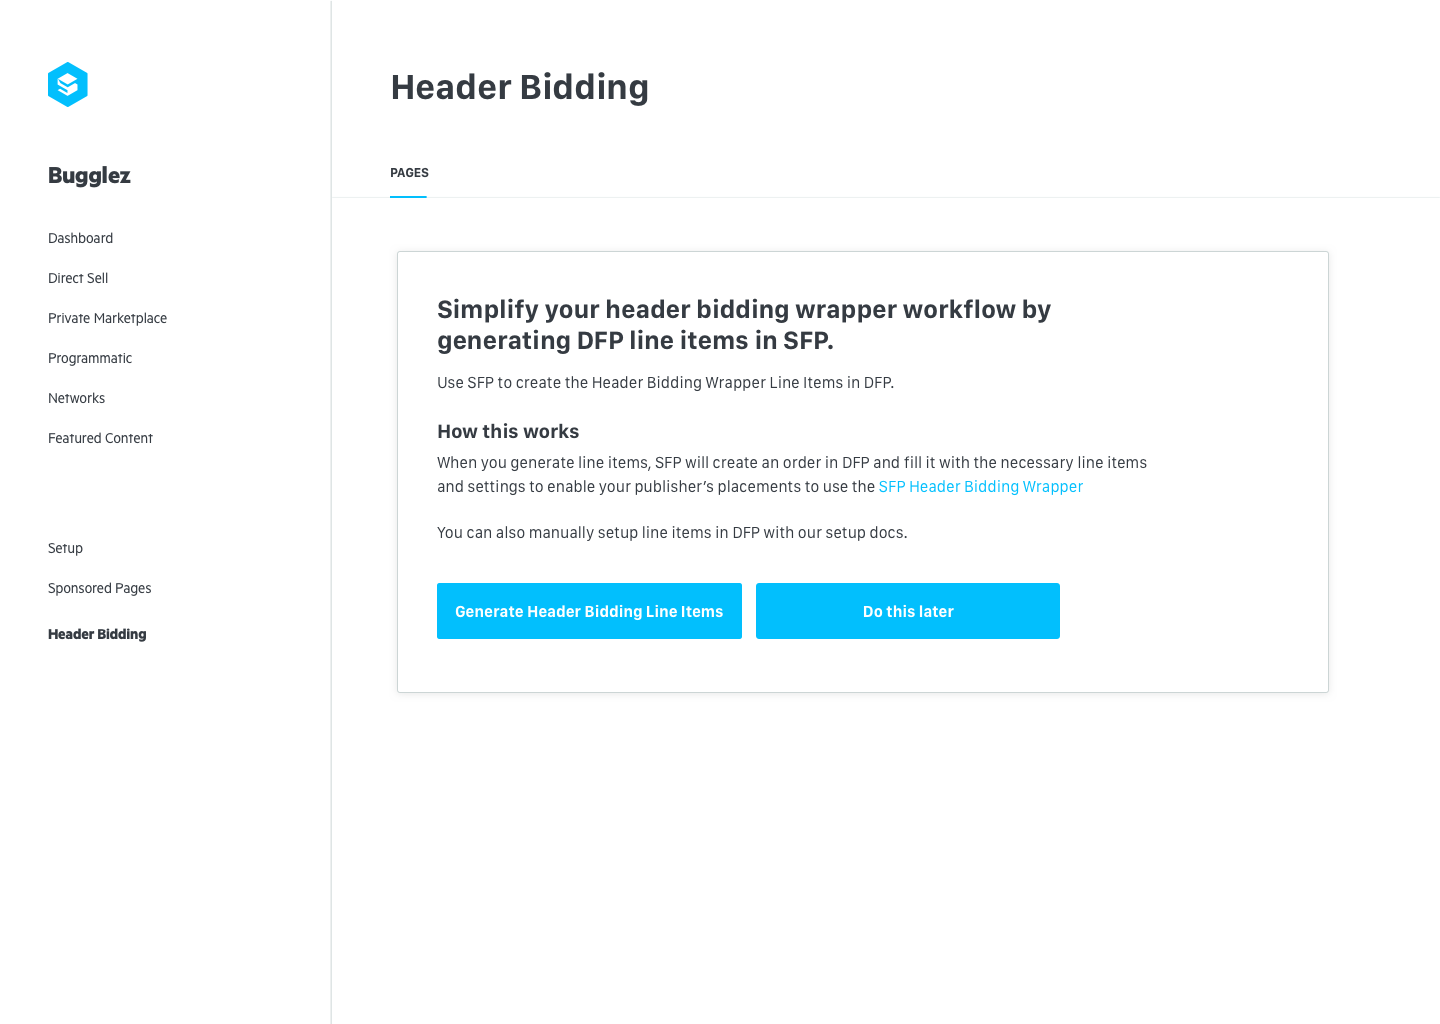 Bugglez
Dashboard
Direct Sell
Private Marketplace
Programmatic
Networks
Featured Content
Setup
Sponsored Pages
Header Bidding
Header Bidding
PAGES
Simplify your header bidding wrapper workflow by
generating DFP line items in SFP.
Use SFP to create the Header Bidding Wrapper Line Items in DFP.
How this works
When you generate line items, SFP will create an order in DFP and fill it with the necessary line items
and settings to enable your publisher’s placements to use the SFP Header Bidding Wrapper
You can also manually setup line items in DFP with our setup docs.
Generate Header Bidding Line Items
Do this later